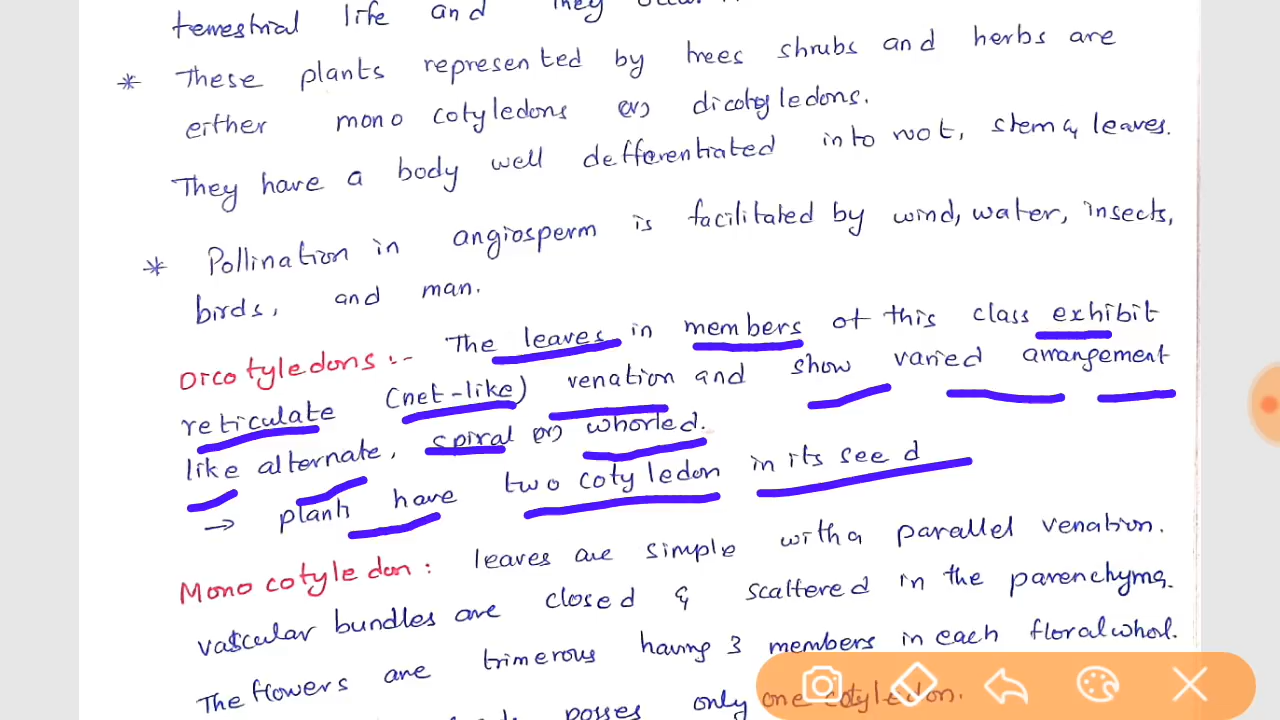 terrestrial life and they occur
* These plants represented by trees shrubs and herbs are
either mono cotyledons (or) dicotyledons.
They have a body well defferentiated into root, stem & leaves.
* Pollination in angiosperm is facilitated by wind, water, insects,
birds, and man.
Dicotyledons :- The leaves in members of this class exhibit
reticulate (net-like) venation and show varied arrangement
like alternate, spiral (or) whorled.
→ plant have two cotyledon in its seed
Mono cotyledon : leaves are simple with a parallel venation.
vascular bundles are closed & scattered in the parenchyma.
The flowers are trimerous having 3 members in each floral whorl.
posses only one cotyledon.